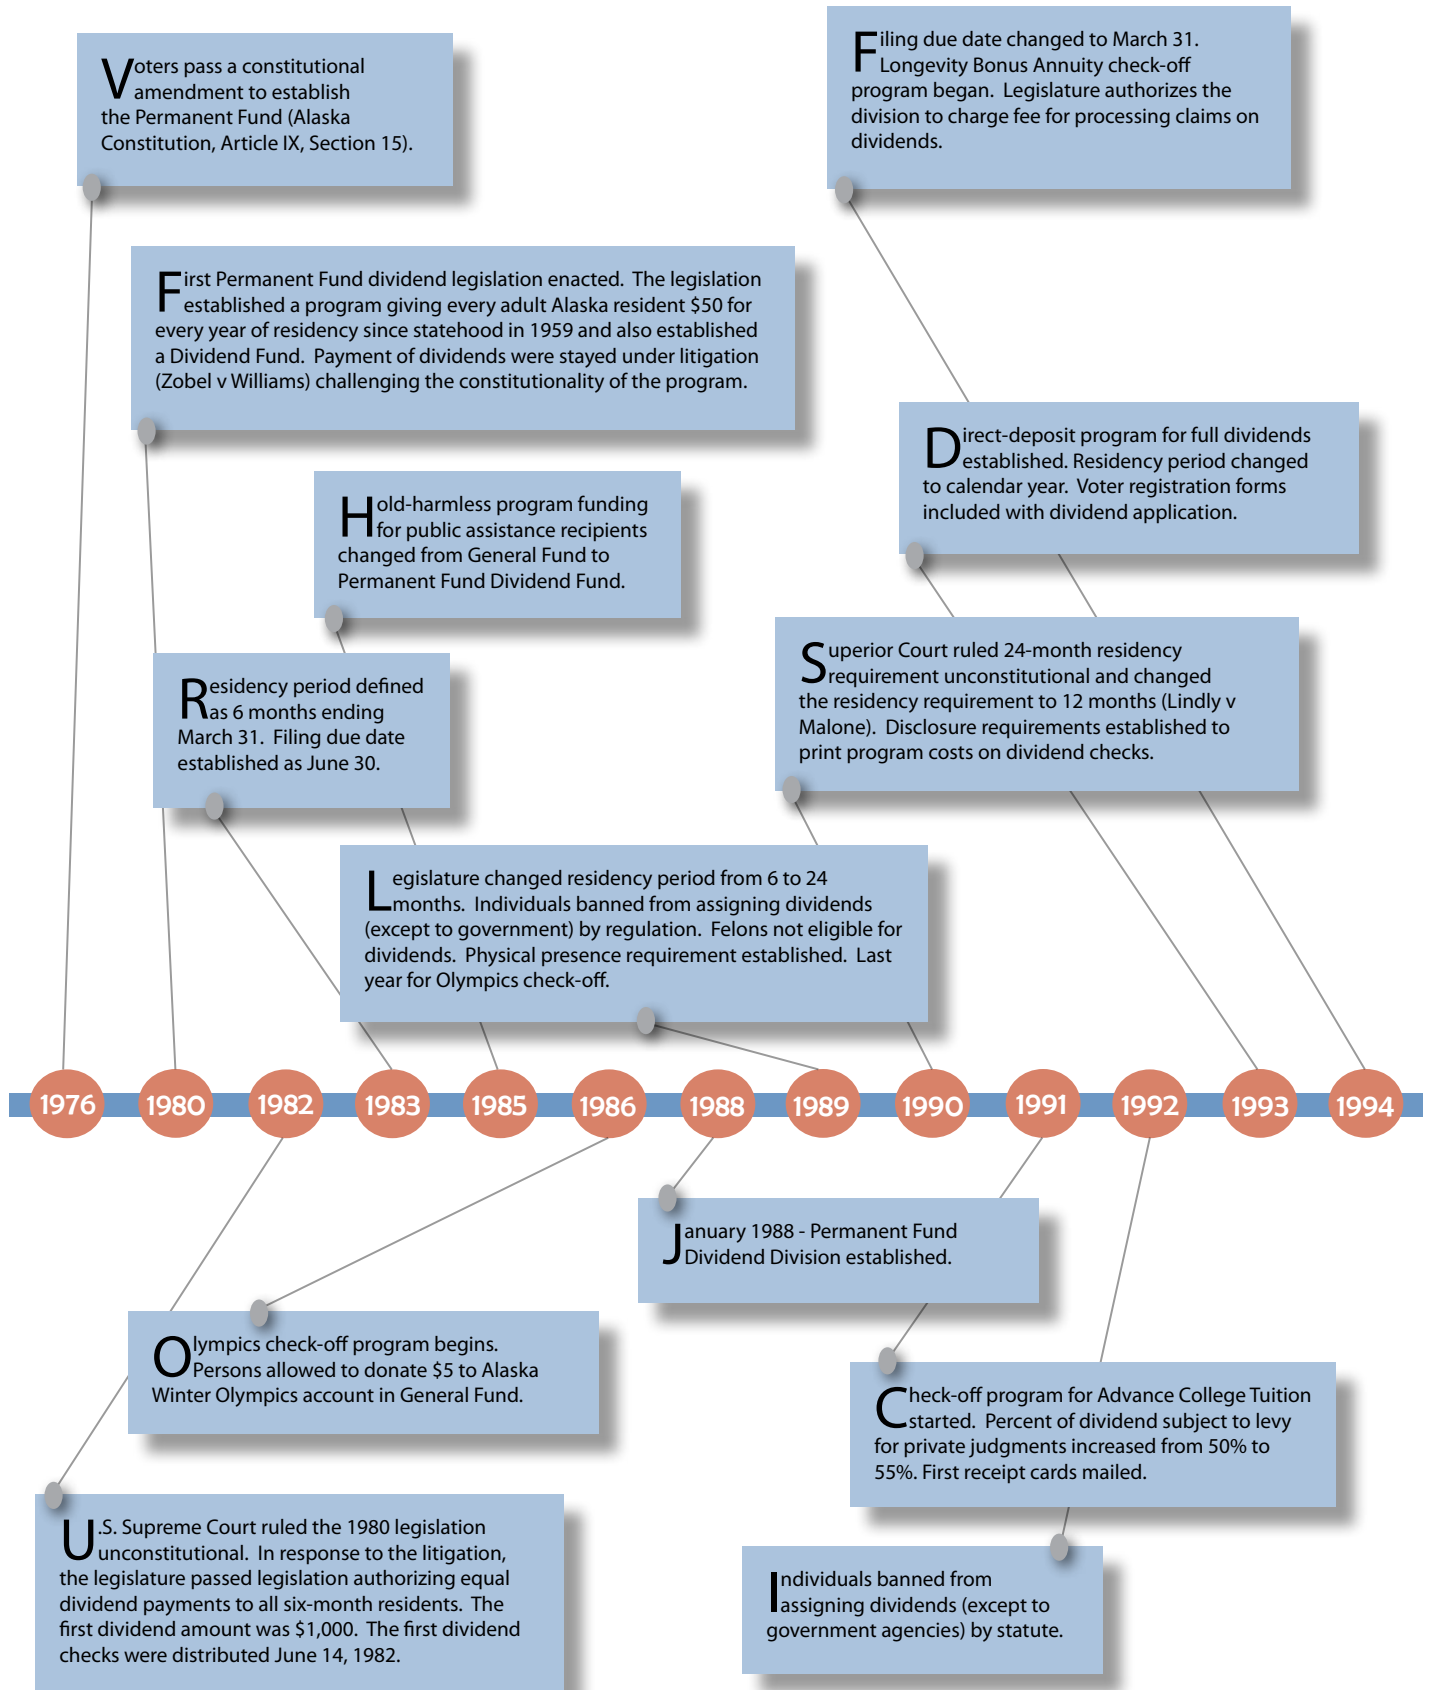 Voters pass a constitutional
amendment to establish
the Permanent Fund (Alaska
Constitution, Article IX, Section 15).
Filing due date changed to March 31.
Longevity Bonus Annuity check-off
program began.  Legislature authorizes the
division to charge fee for processing claims on
dividends.
First Permanent Fund dividend legislation enacted.  The legislation
established a program giving every adult Alaska resident $50 for
every year of residency since statehood in 1959 and also established
a Dividend Fund.  Payment of dividends were stayed under litigation
(Zobel v Williams) challenging the constitutionality of the program.
Direct-deposit program for full dividends
established. Residency period changed
to calendar year.  Voter registration forms
included with dividend application.
Hold-harmless program funding
for public assistance recipients
changed from General Fund to
Permanent Fund Dividend Fund.
Superior Court ruled 24-month residency
requirement unconstitutional and changed
the residency requirement to 12 months (Lindly v
Malone).  Disclosure requirements established to
print program costs on dividend checks.
Residency period defined
as 6 months ending
March 31.  Filing due date
established as June 30.
Legislature changed residency period from 6 to 24
months.  Individuals banned from assigning dividends
(except to government) by regulation.  Felons not eligible for
dividends.  Physical presence requirement established.  Last
year for Olympics check-off.
1976 1980 1982 1983 1985 1986 1988 1989 1990 1991 1992 1993 1994
January 1988 - Permanent Fund
Dividend Division established.
Olympics check-off program begins.
Persons allowed to donate $5 to Alaska
Winter Olympics account in General Fund.
Check-off program for Advance College Tuition
started.  Percent of dividend subject to levy
for private judgments increased from 50% to
55%. First receipt cards mailed.
U.S. Supreme Court ruled the 1980 legislation
unconstitutional.  In response to the litigation,
the legislature passed legislation authorizing equal
dividend payments to all six-month residents.  The
first dividend amount was $1,000.  The first dividend
checks were distributed June 14, 1982.
Individuals banned from
assigning dividends (except to
government agencies) by statute.